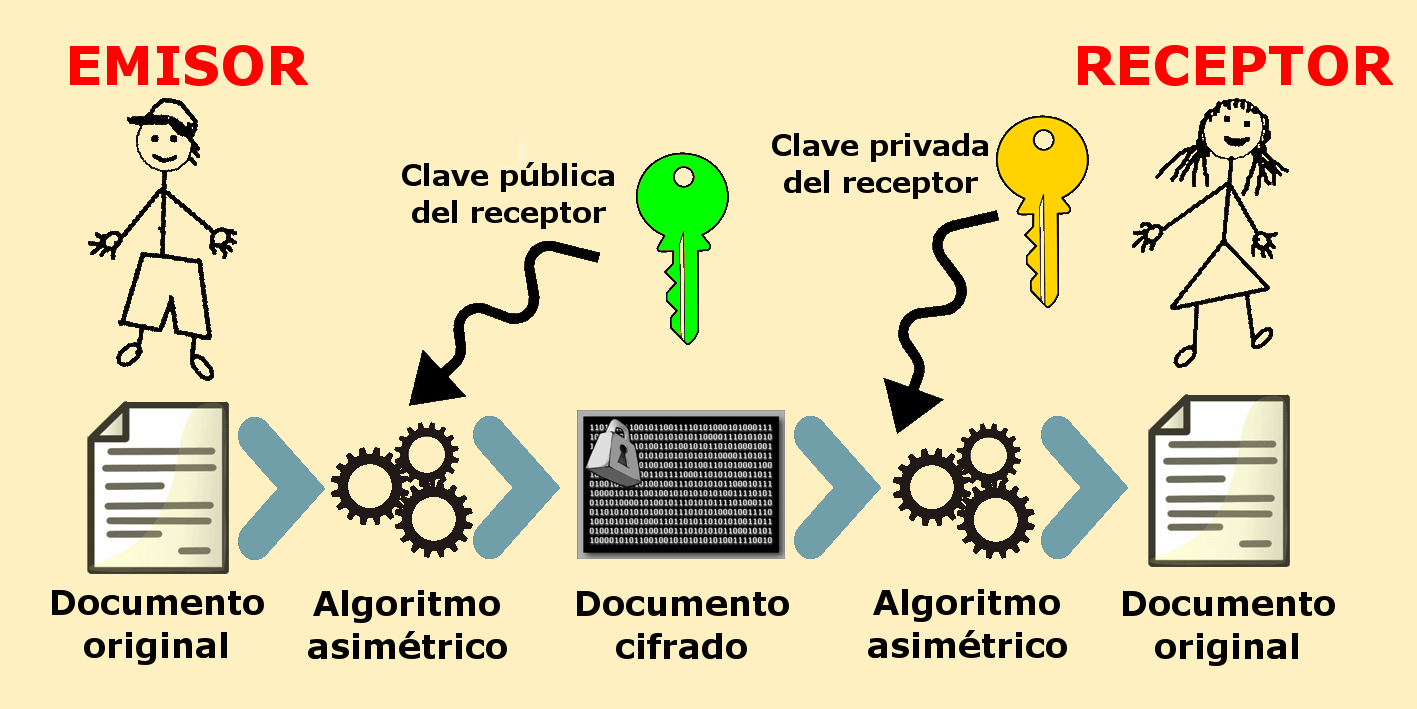 EMISOR
RECEPTOR
Clave pública
del receptor
Clave privada
del receptor
Documento
original
Algoritmo
asimétrico
Documento
cifrado
Algoritmo
asimétrico
Documento
original